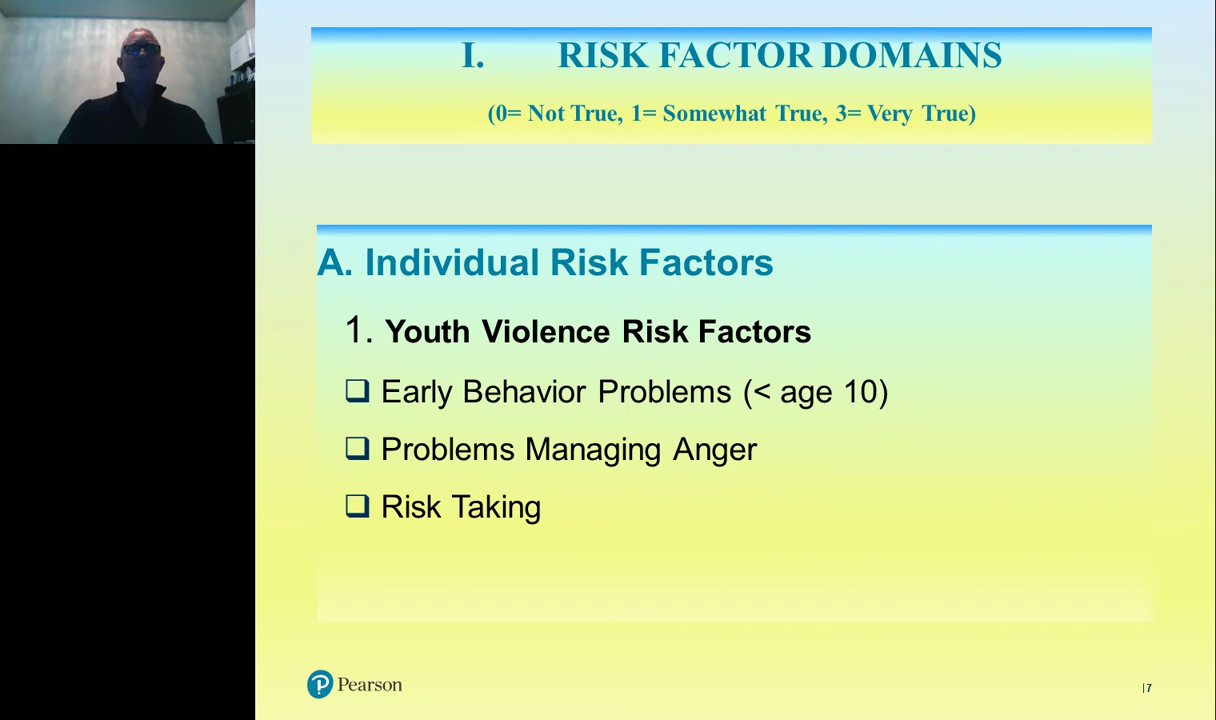 I. RISK FACTOR DOMAINS
(0= Not True, 1= Somewhat True, 3= Very True)
A. Individual Risk Factors
1. Youth Violence Risk Factors
❑ Early Behavior Problems (< age 10)
❑ Problems Managing Anger
❑ Risk Taking
Pearson
|7